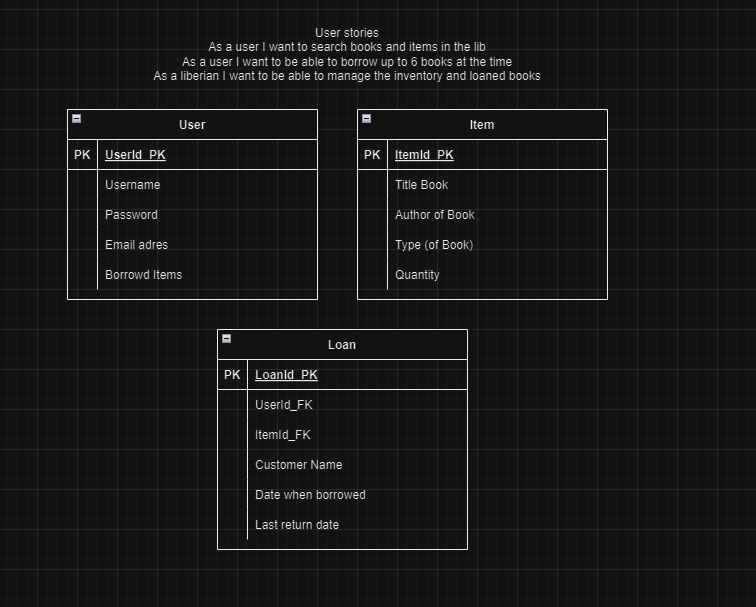 User stories
As a user I want to search books and items in the lib
As a user I want to be able to borrow up to 6 books at the time
As a liberian I want to be able to manage the inventory and loaned books
User
PK UserId_PK
Username
Password
Email adres
Borrowd Items
Item
PK ItemId_PK
Title Book
Author of Book
Type (of Book)
Quantity
Loan
PK LoanId_PK
UserId_FK
ItemId_FK
Customer Name
Date when borrowed
Last return date